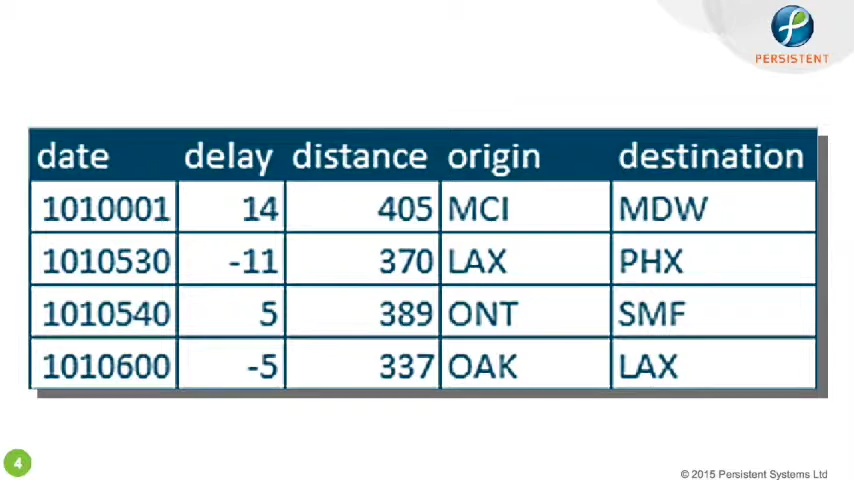 PERSISTENT
date delay distance origin destination
1010001 14 405 MCI MDW
1010530 -11 370 LAX PHX
1010540 5 389 ONT SMF
1010600 -5 337 OAK LAX
4
© 2015 Persistent Systems Ltd